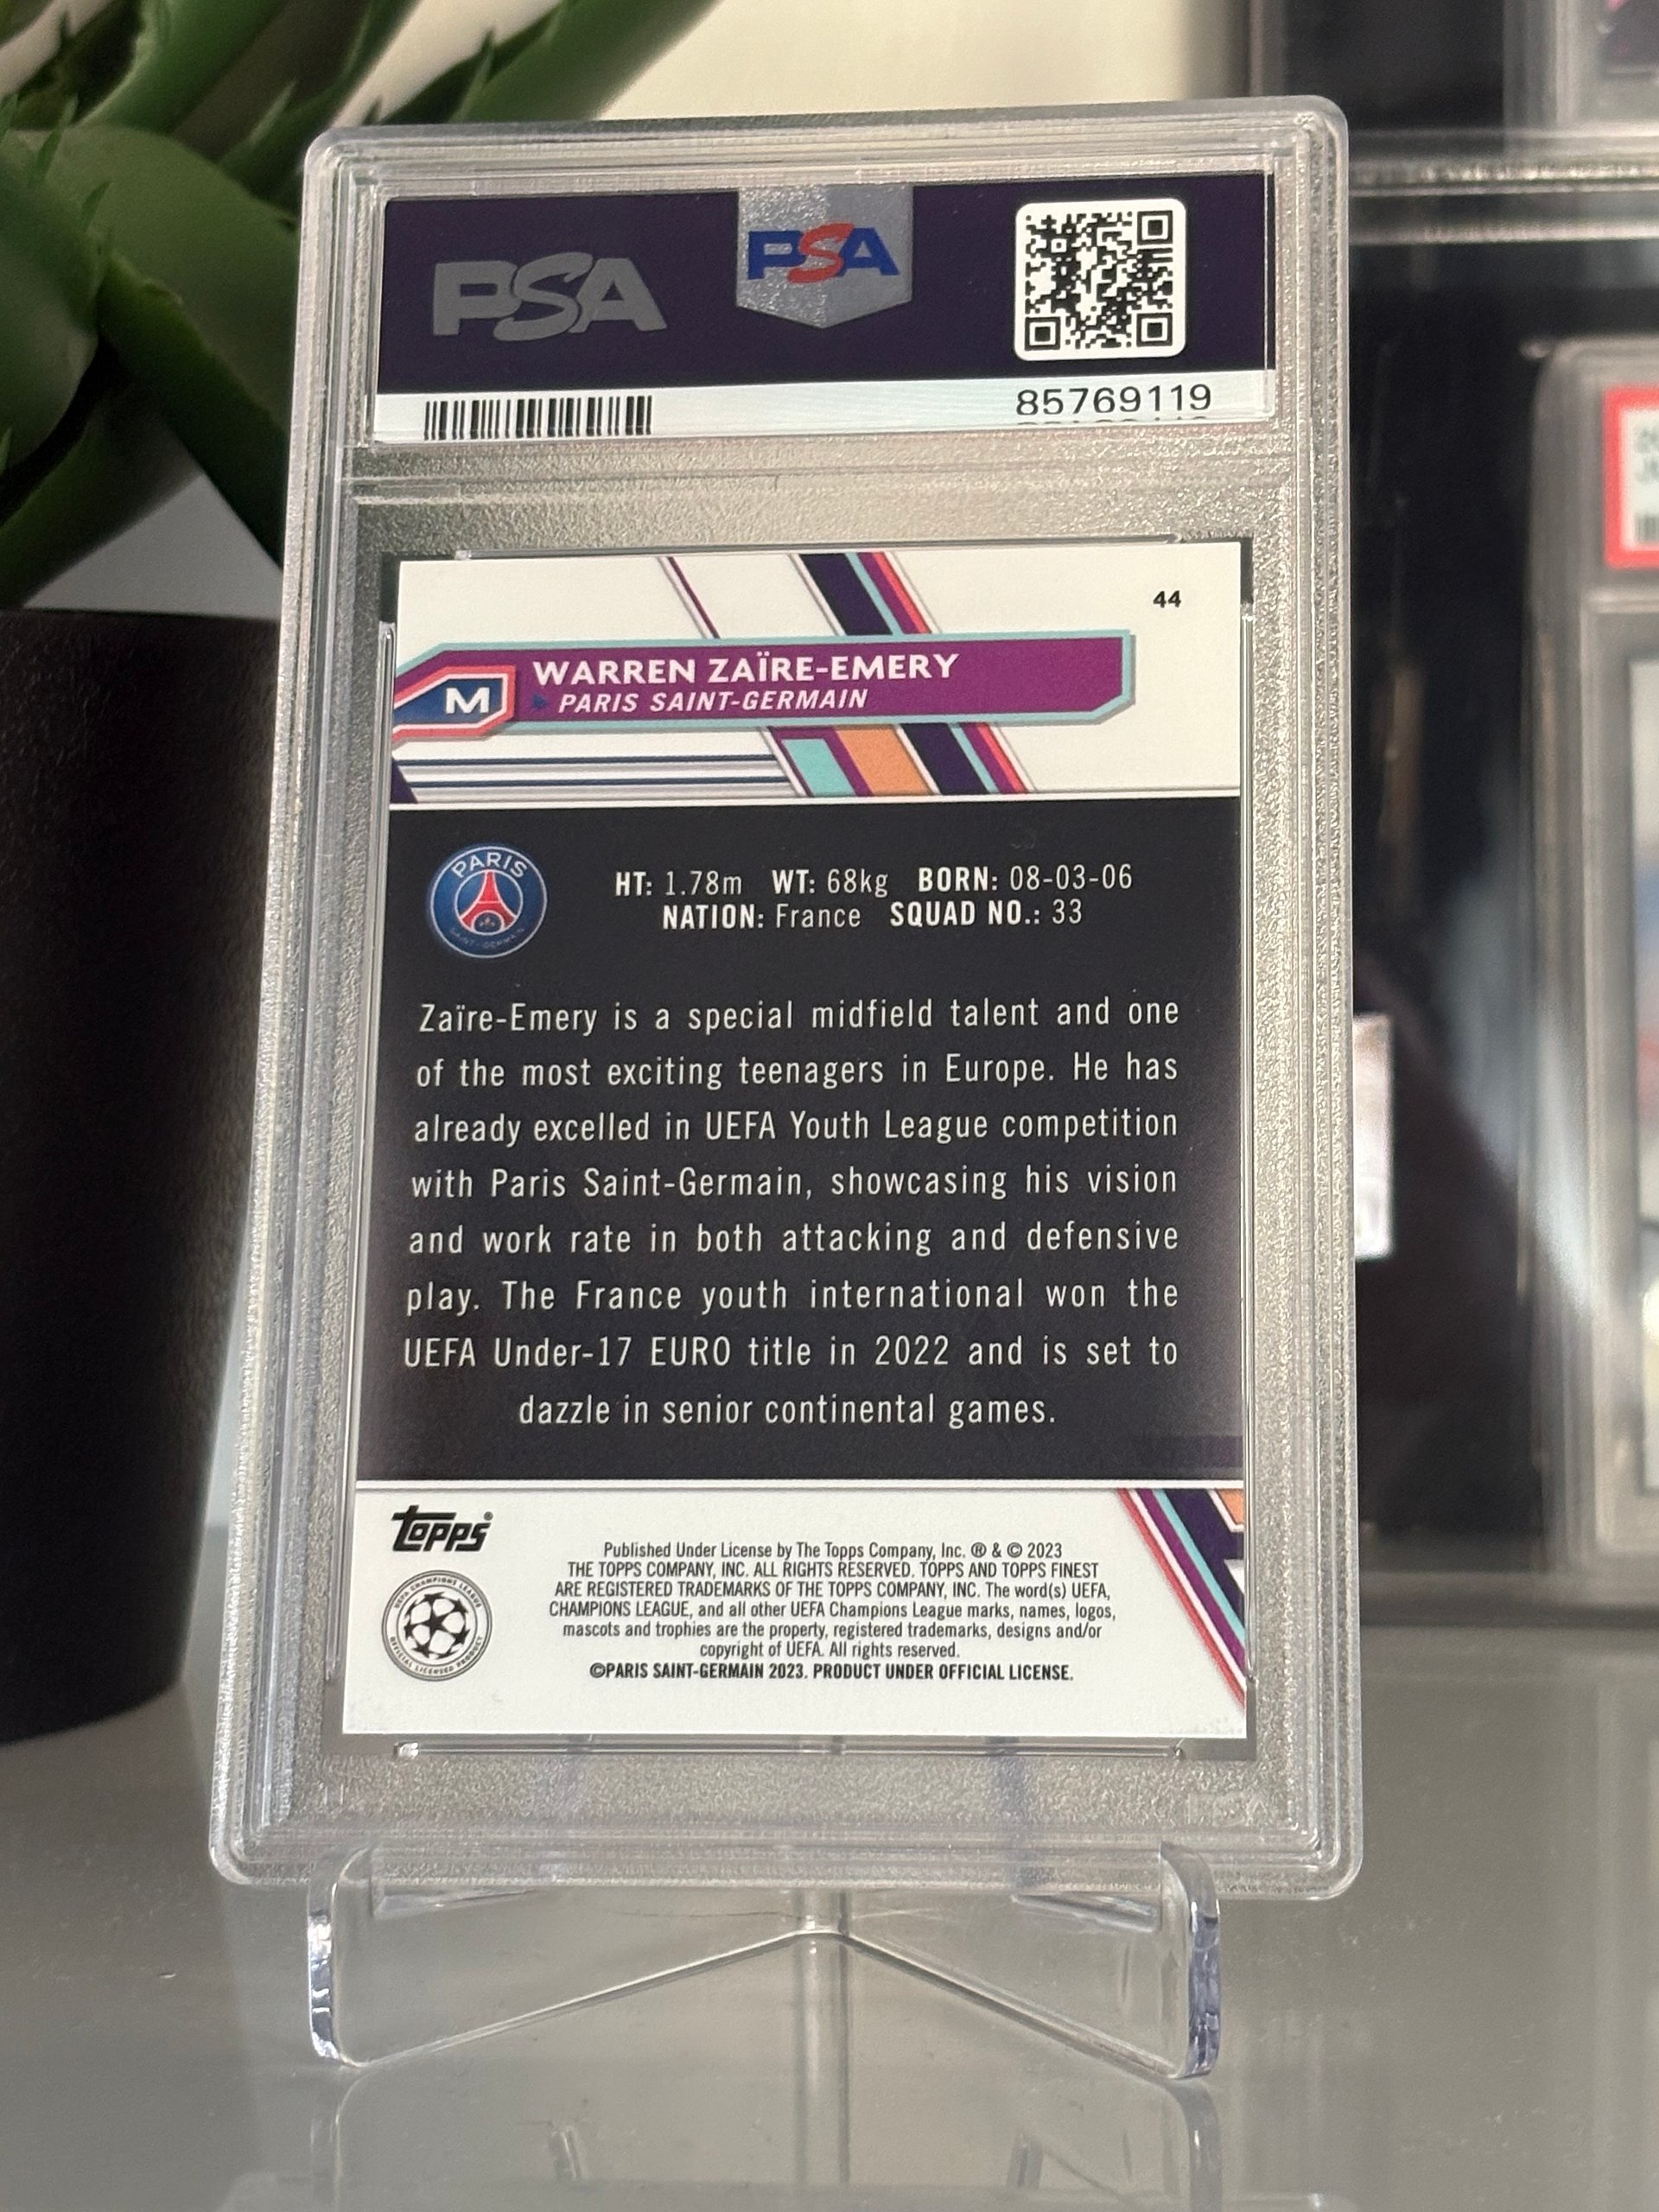 PSA
PSA
85769119
44
WARREN ZAÏRE-EMERY
M
PARIS SAINT-GERMAIN
PARIS
SAINT-GERMAIN
HT: 1.78m WT: 68kg BORN: 08-03-06
NATION: France SQUAD NO.: 33
Zaïre-Emery is a special midfield talent and one
of the most exciting teenagers in Europe. He has
already excelled in UEFA Youth League competition
with Paris Saint-Germain, showcasing his vision
and work rate in both attacking and defensive
play. The France youth international won the
UEFA Under-17 EURO title in 2022 and is set to
dazzle in senior continental games.
topps®
Published Under License by The Topps Company, Inc. ® & © 2023
THE TOPPS COMPANY, INC. ALL RIGHTS RESERVED. TOPPS AND TOPPS FINEST
ARE REGISTERED TRADEMARKS OF THE TOPPS COMPANY, INC. The word(s) UEFA,
CHAMPIONS LEAGUE, and all other UEFA Champions League marks, names, logos,
mascots and trophies are the property, registered trademarks, designs and/or
copyright of UEFA. All rights reserved.
©PARIS SAINT-GERMAIN 2023. PRODUCT UNDER OFFICIAL LICENSE.
UEFA CHAMPIONS LEAGUE
OFFICIAL LICENSED PRODUCT